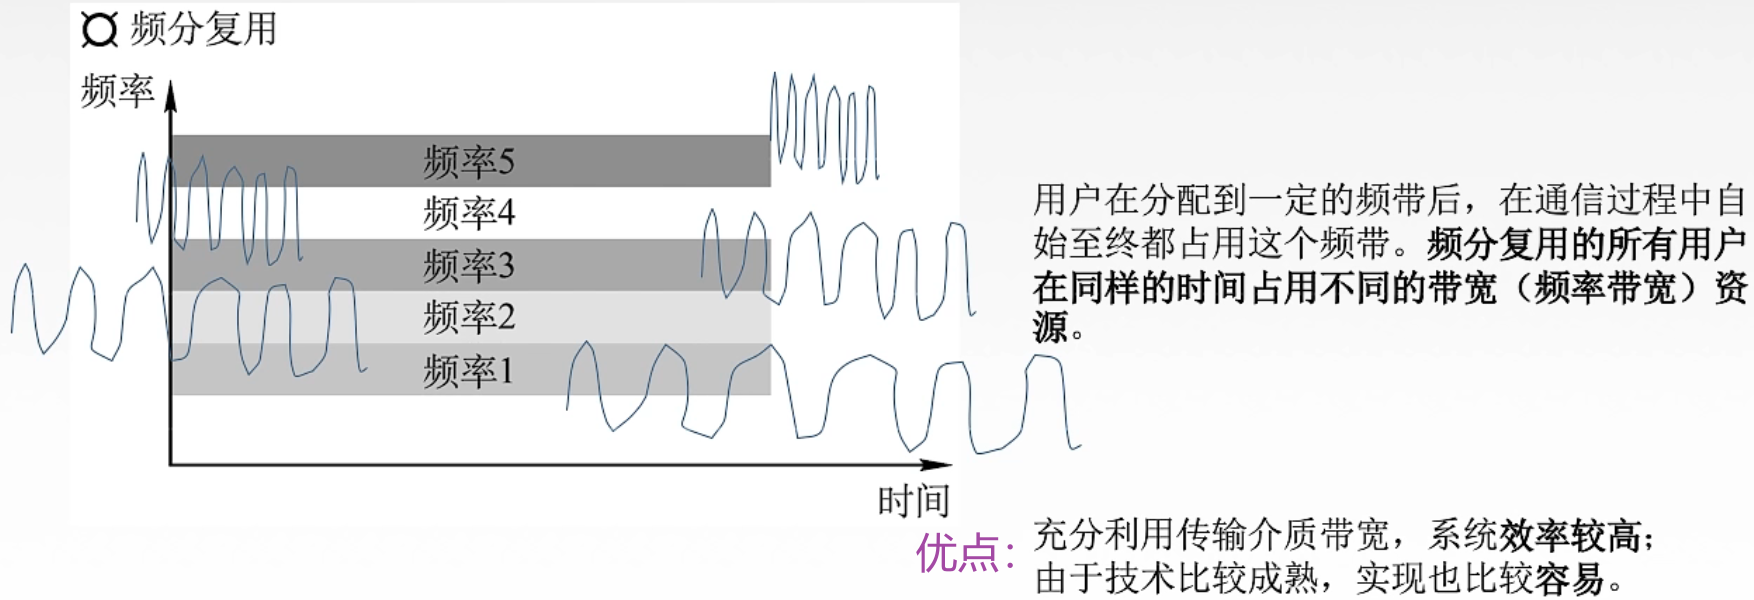 ¤ 频分复用
频率
频率5
频率4
频率3
频率2
频率1
时间
用户在分配到一定的频带后，在通信过程中自
始至终都占用这个频带。频分复用的所有用户
在同样的时间占用不同的带宽（频率带宽）资
源。
优点：
充分利用传输介质带宽，系统效率较高；
由于技术比较成熟，实现也比较容易。